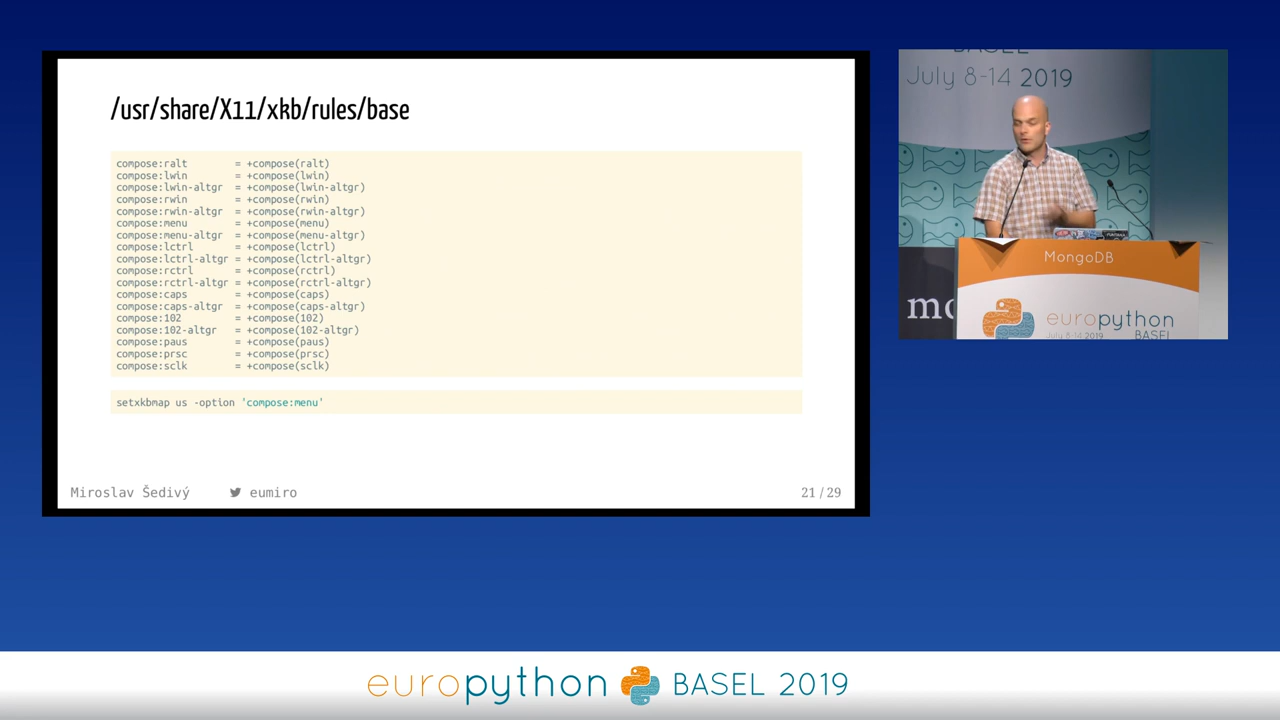 /usr/share/X11/xkb/rules/base
compose:ralt = +compose(ralt)
compose:lwin = +compose(lwin)
compose:lwin-altgr = +compose(lwin-altgr)
compose:rwin = +compose(rwin)
compose:rwin-altgr = +compose(rwin-altgr)
compose:menu = +compose(menu)
compose:menu-altgr = +compose(menu-altgr)
compose:lctrl = +compose(lctrl)
compose:lctrl-altgr = +compose(lctrl-altgr)
compose:rctrl = +compose(rctrl)
compose:rctrl-altgr = +compose(rctrl-altgr)
compose:caps = +compose(caps)
compose:caps-altgr = +compose(caps-altgr)
compose:102 = +compose(102)
compose:102-altgr = +compose(102-altgr)
compose:paus = +compose(paus)
compose:prsc = +compose(prsc)
compose:sclk = +compose(sclk)
setxkbmap us -option 'compose:menu'
Miroslav Šedivý eumiro 21 / 29
BASEL
July 8-14 2019
MongoDB
mo
europython
July 8-14 2019 BASEL
europython BASEL 2019